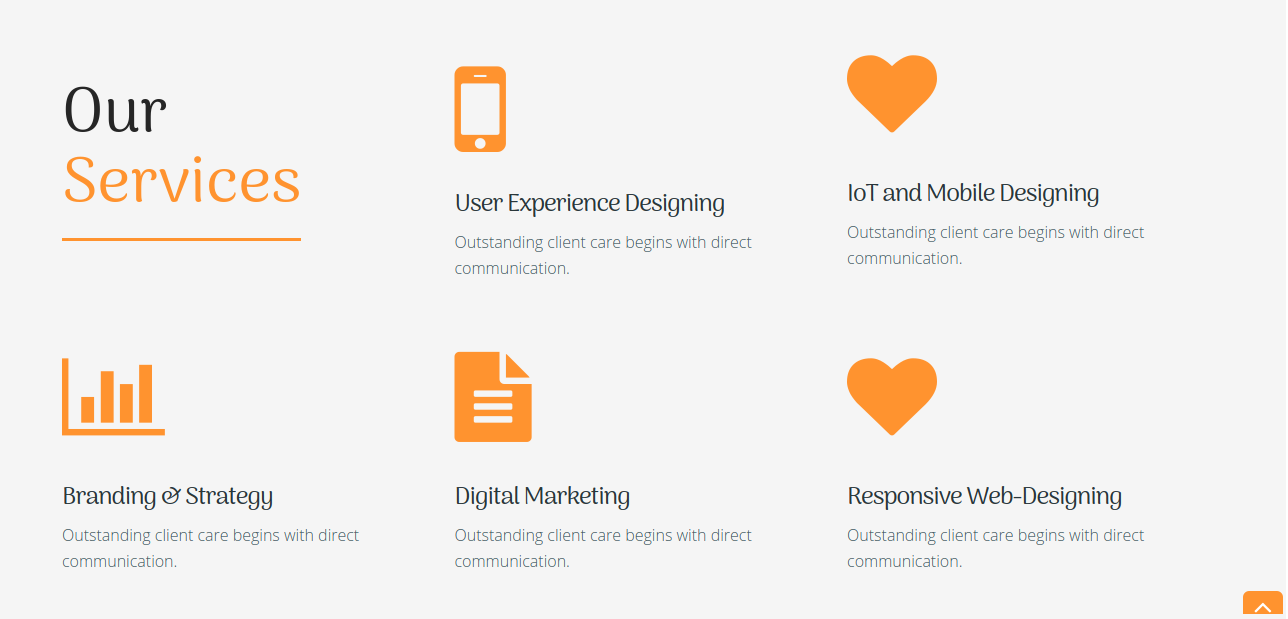 Our
Services
User Experience Designing
Outstanding client care begins with direct
communication.
IoT and Mobile Designing
Outstanding client care begins with direct
communication.
Branding & Strategy
Outstanding client care begins with direct
communication.
Digital Marketing
Outstanding client care begins with direct
communication.
Responsive Web-Designing
Outstanding client care begins with direct
communication.